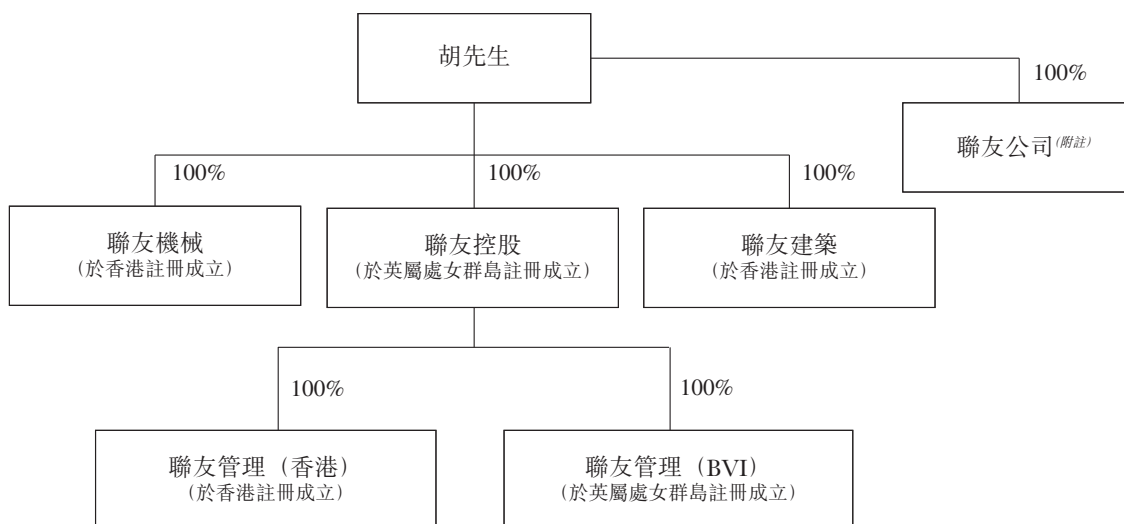 胡先生
100%
聯友公司(附註)
100%
100%
100%
聯友機械
(於香港註冊成立)
聯友控股
(於英屬處女群島註冊成立)
聯友建築
(於香港註冊成立)
100%
100%
聯友管理（香港）
(於香港註冊成立)
聯友管理（BVI）
(於英屬處女群島註冊成立)